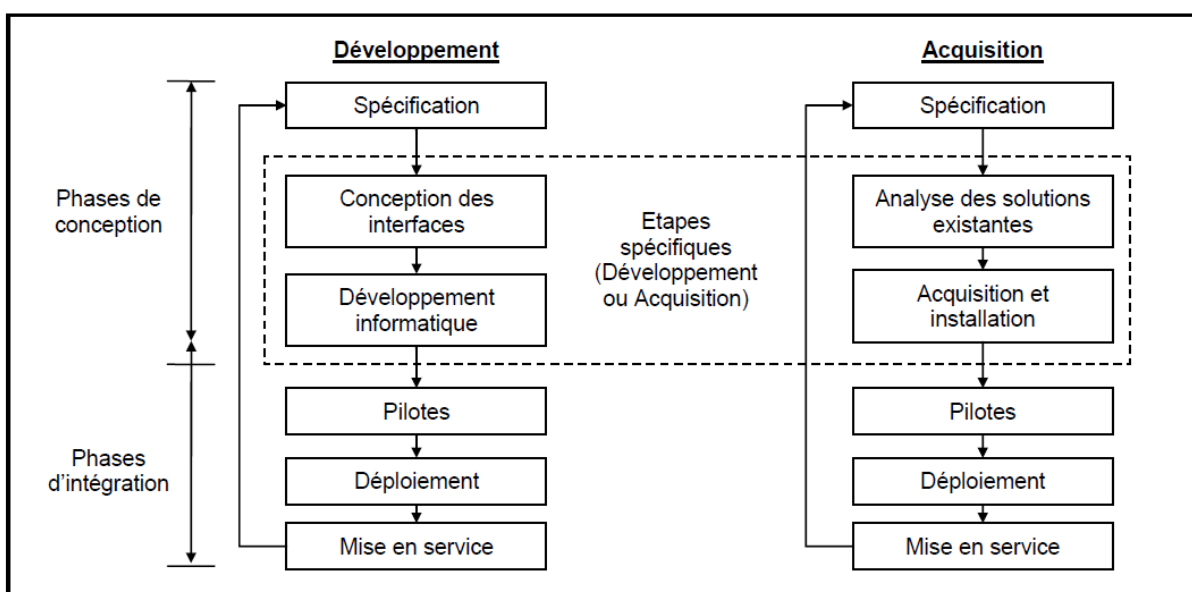 Développement
Acquisition
Spécification
Spécification
Phases de
conception
Conception des
interfaces
Etapes
spécifiques
(Développement
ou Acquisition)
Analyse des solutions
existantes
Développement
informatique
Acquisition et
installation
Phases
d’intégration
Pilotes
Pilotes
Déploiement
Déploiement
Mise en service
Mise en service